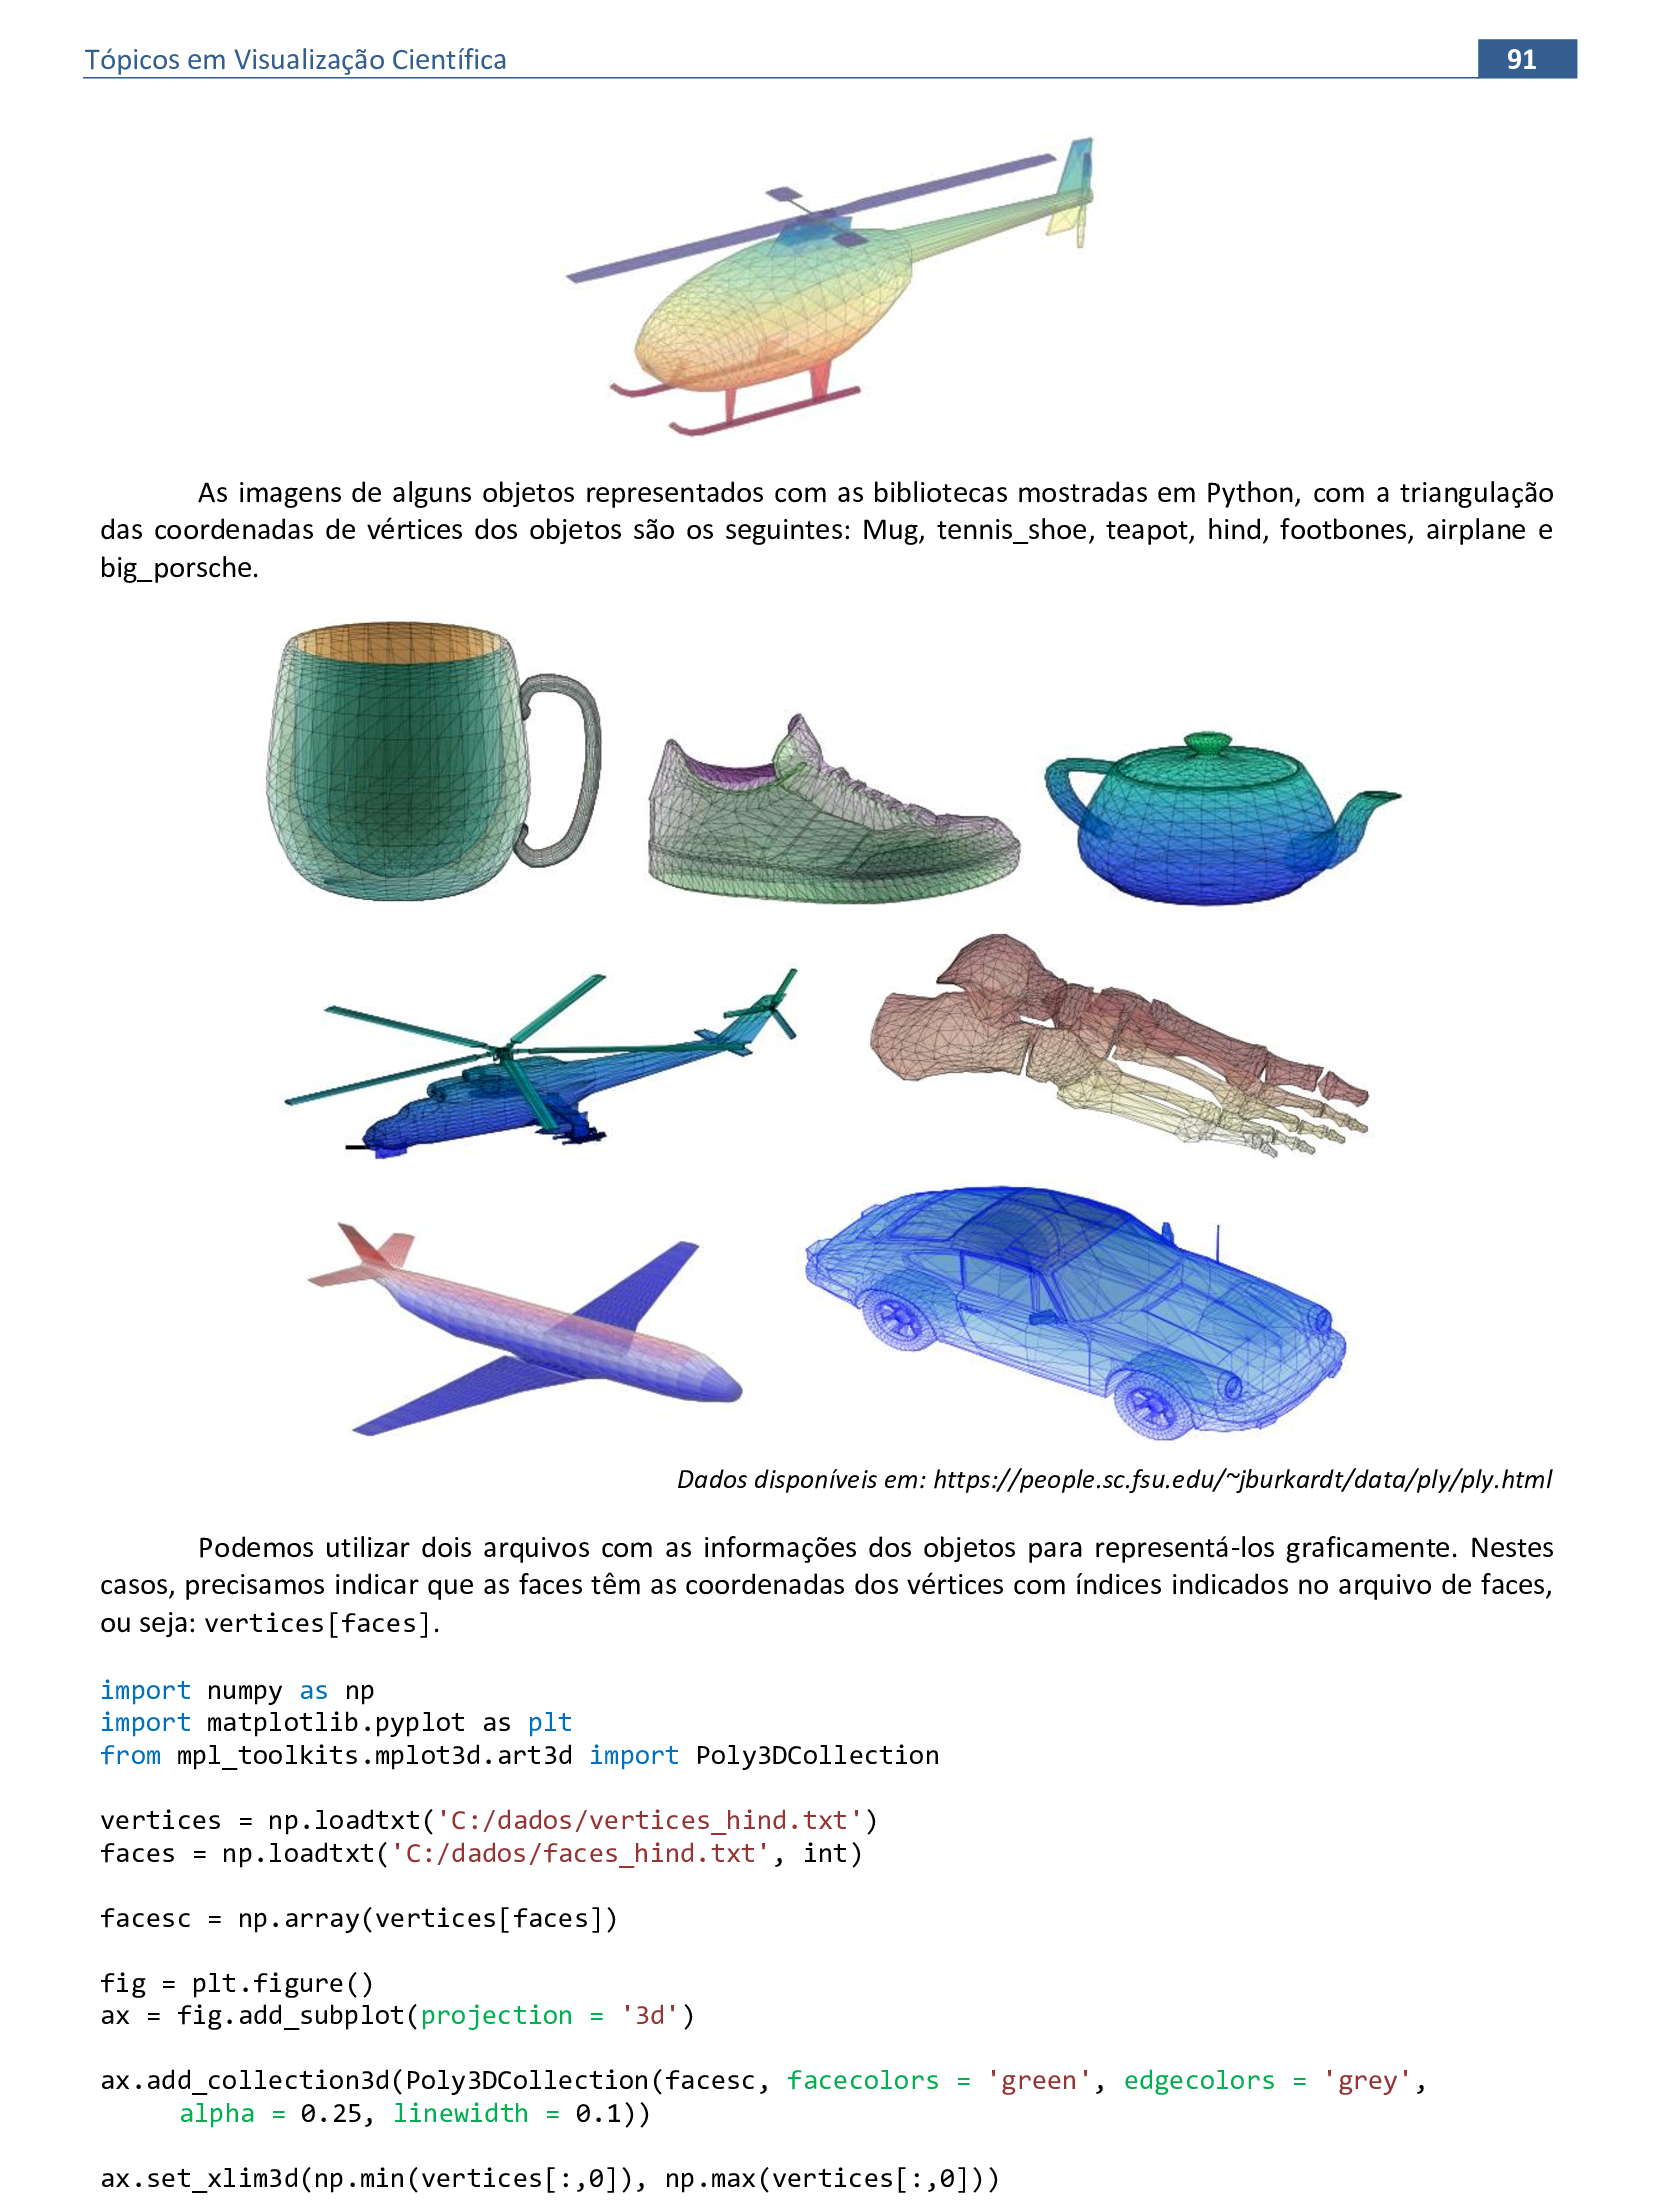 Tópicos em Visualização Científica
91
As imagens de alguns objetos representados com as bibliotecas mostradas em Python, com a triangulação
das coordenadas de vértices dos objetos são os seguintes: Mug, tennis_shoe, teapot, hind, footbones, airplane e
big_porsche.
Dados disponíveis em: https://people.sc.fsu.edu/~jburkardt/data/ply/ply.html
Podemos utilizar dois arquivos com as informações dos objetos para representá-los graficamente. Nestes
casos, precisamos indicar que as faces têm as coordenadas dos vértices com índices indicados no arquivo de faces,
ou seja: vertices[faces].
import numpy as np
import matplotlib.pyplot as plt
from mpl_toolkits.mplot3d.art3d import Poly3DCollection
vertices = np.loadtxt('C:/dados/vertices_hind.txt')
faces = np.loadtxt('C:/dados/faces_hind.txt', int)
facesc = np.array(vertices[faces])
fig = plt.figure()
ax = fig.add_subplot(projection = '3d')
ax.add_collection3d(Poly3DCollection(facesc, facecolors = 'green', edgecolors = 'grey',
alpha = 0.25, linewidth = 0.1))
ax.set_xlim3d(np.min(vertices[:,0]), np.max(vertices[:,0]))